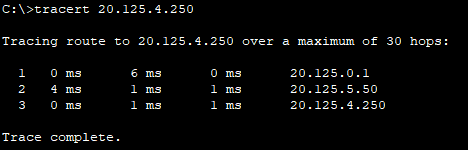 C:\>tracert 20.125.4.250
Tracing route to 20.125.4.250 over a maximum of 30 hops:
1 0 ms 6 ms 0 ms 20.125.0.1
2 4 ms 1 ms 1 ms 20.125.5.50
3 0 ms 1 ms 1 ms 20.125.4.250
Trace complete.